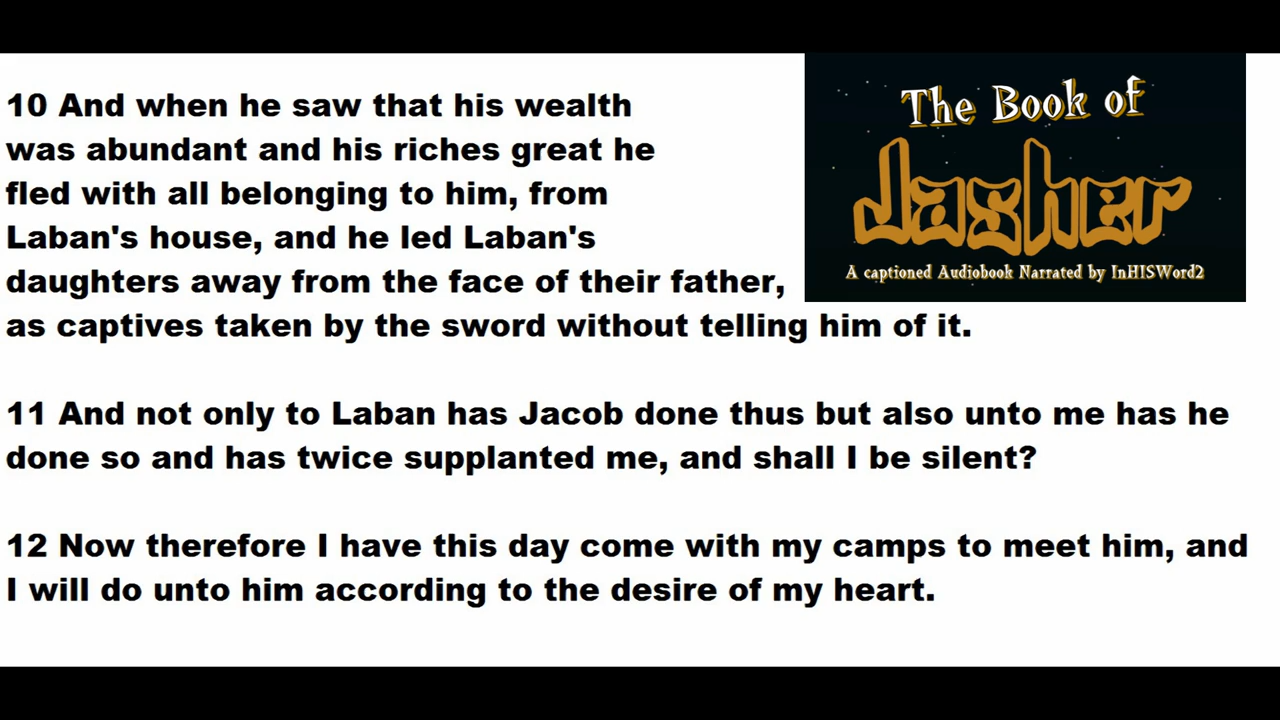 10 And when he saw that his wealth
was abundant and his riches great he
fled with all belonging to him, from
Laban's house, and he led Laban's
daughters away from the face of their father,
as captives taken by the sword without telling him of it.
11 And not only to Laban has Jacob done thus but also unto me has he
done so and has twice supplanted me, and shall I be silent?
12 Now therefore I have this day come with my camps to meet him, and
I will do unto him according to the desire of my heart.
The Book of
Jasher
A captioned Audiobook Narrated by InHISWord2